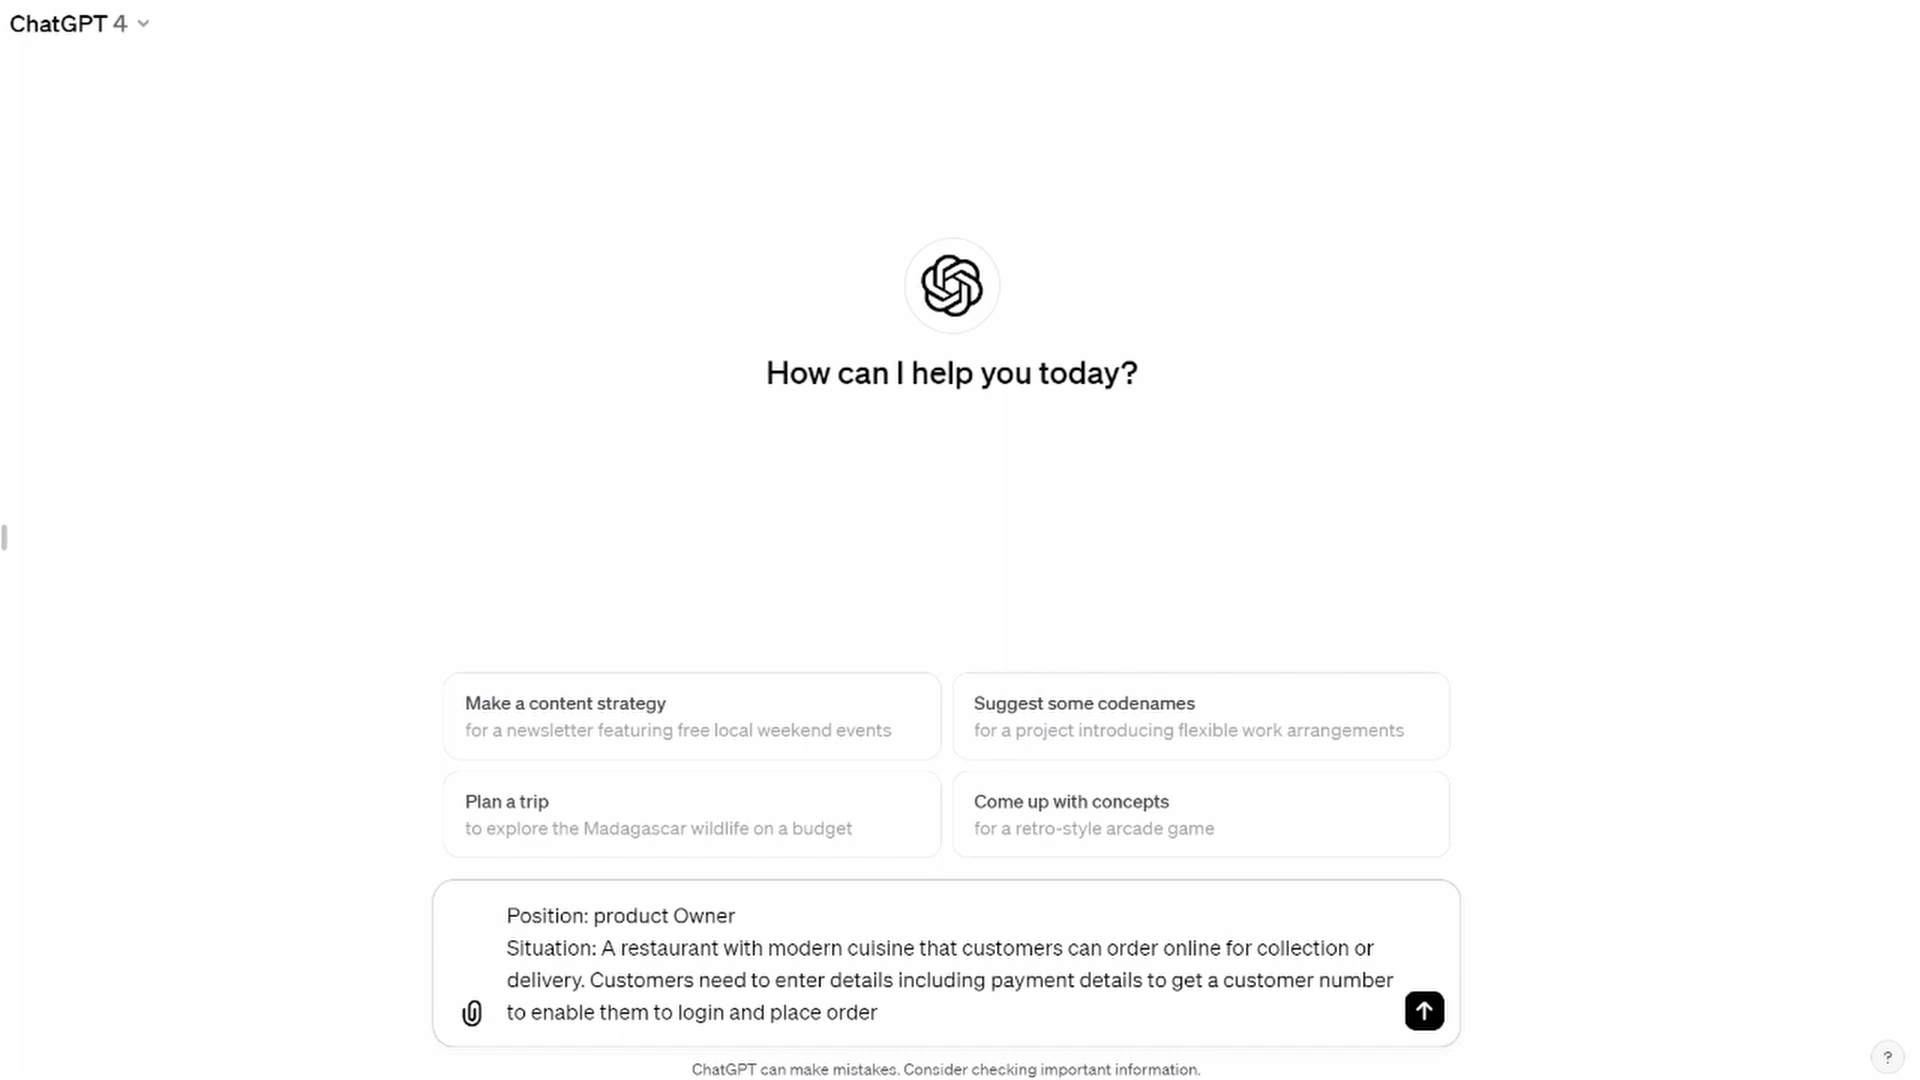 ChatGPT 4
How can I help you today?
Make a content strategy
for a newsletter featuring free local weekend events
Suggest some codenames
for a project introducing flexible work arrangements
Plan a trip
to explore the Madagascar wildlife on a budget
Come up with concepts
for a retro-style arcade game
Position: product Owner
Situation: A restaurant with modern cuisine that customers can order online for collection or
delivery. Customers need to enter details including payment details to get a customer number
to enable them to login and place order
ChatGPT can make mistakes. Consider checking important information.
?